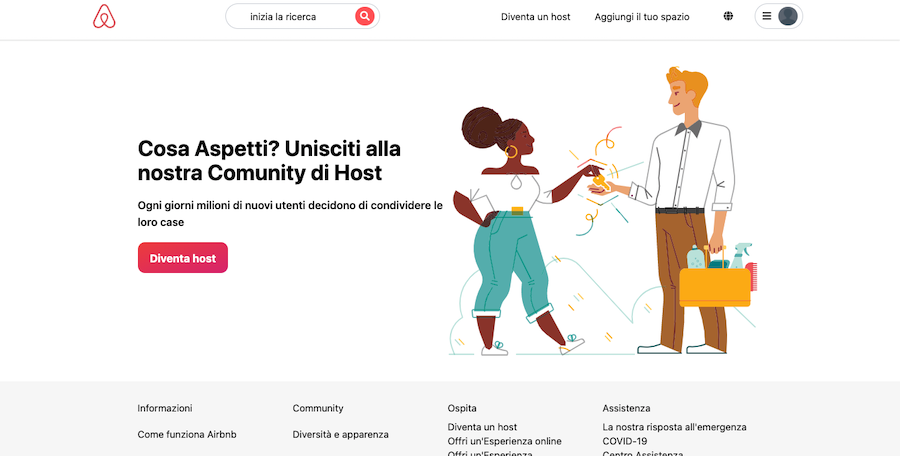 inizia la ricerca
Diventa un host
Aggiungi il tuo spazio
Cosa Aspetti? Unisciti alla
nostra Comunity di Host
Ogni giorni milioni di nuovi utenti decidono di condividere le
loro case
Diventa host
Informazioni
Come funziona Airbnb
Community
Diversità e apparenza
Ospita
Diventa un host
Offri un'Esperienza online
Offri un'Esperienza
Assistenza
La nostra risposta all'emergenza
COVID-19
Centro Assistenza